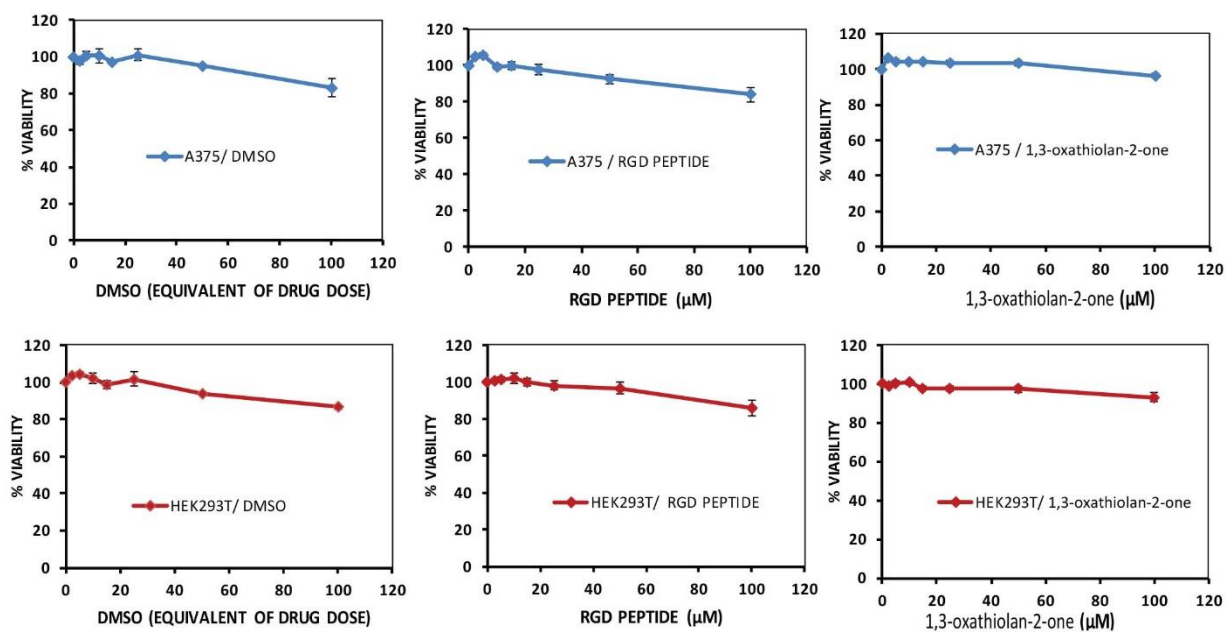 120
100
80
60
40
20
0
% VIABILITY
A375/ DMSO
0 20 40 60 80 100 120
DMSO (EQUIVALENT OF DRUG DOSE)
120
100
80
60
40
20
0
% VIABILITY
A375 / RGD PEPTIDE
0 20 40 60 80 100 120
RGD PEPTIDE (µM)
120
100
80
60
40
20
0
% VIABILITY
A375 / 1,3-oxathiolan-2-one
0 20 40 60 80 100 120
1,3-oxathiolan-2-one (µM)
120
100
80
60
40
20
0
% VIABILITY
HEK293T/ DMSO
0 20 40 60 80 100 120
DMSO (EQUIVALENT OF DRUG DOSE)
120
100
80
60
40
20
0
% VIABILITY
HEK293T/ RGD PEPTIDE
0 20 40 60 80 100 120
RGD PEPTIDE (µM)
120
100
80
60
40
20
0
% VIABILITY
HEK293T/ 1,3-oxathiolan-2-one
0 20 40 60 80 100 120
1,3-oxathiolan-2-one (µM)